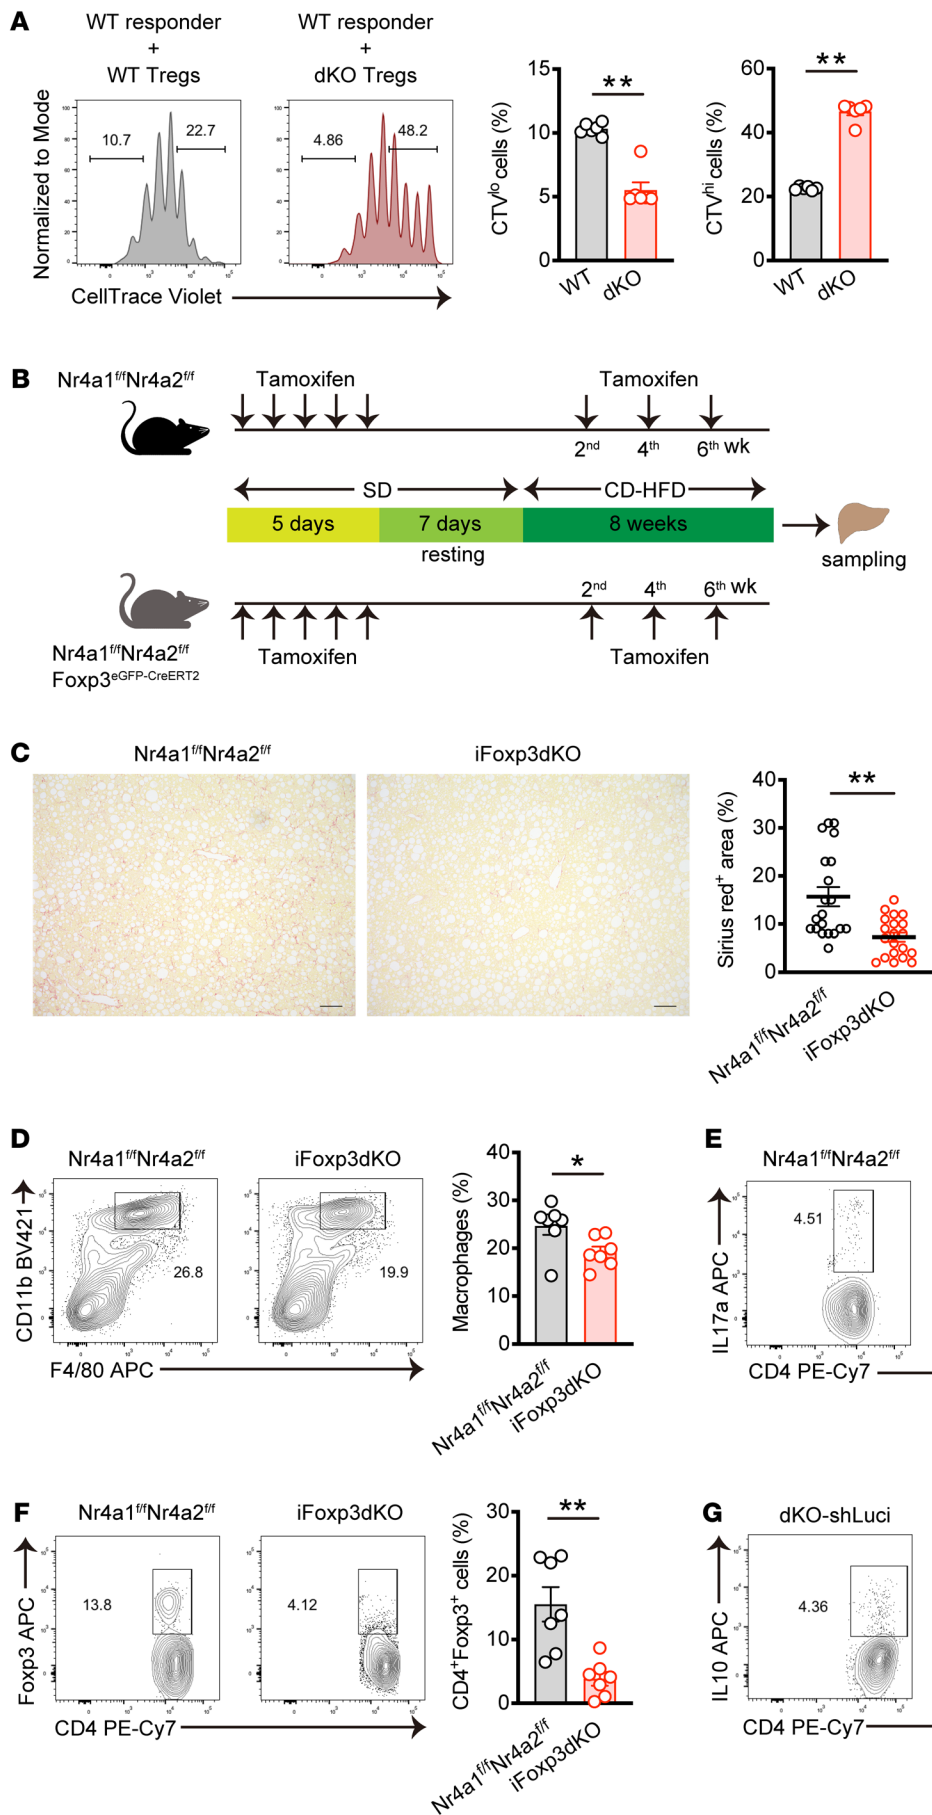 A
WT responder
+
WT Tregs
WT responder
+
dKO Tregs
Normalized to Mode
10.7
22.7
4.86
48.2
CellTrace Violet
CTVlo cells (%)
15
10
5
0
**
WT
dKO
CTVhi cells (%)
60
40
20
0
**
WT
dKO
B
Nr4a1f/fNr4a2f/f
Tamoxifen
Tamoxifen
2nd
4th
6th wk
SD
CD-HFD
5 days
7 days
8 weeks
resting
sampling
2nd
4th
6th wk
Nr4a1f/fNr4a2f/f
Foxp3eGFP-CreERT2
Tamoxifen
Tamoxifen
C
Nr4a1f/fNr4a2f/f
iFoxp3dKO
Sirius red+ area (%)
40
30
20
10
0
**
Nr4a1f/fNr4a2f/f
iFoxp3dKO
D
Nr4a1f/fNr4a2f/f
iFoxp3dKO
CD11b BV421
26.8
19.9
F4/80 APC
Macrophages (%)
40
30
20
10
0
*
Nr4a1f/fNr4a2f/f
iFoxp3dKO
E
Nr4a1f/fNr4a2f/f
IL17a APC
4.51
CD4 PE-Cy7
F
Nr4a1f/fNr4a2f/f
iFoxp3dKO
Foxp3 APC
13.8
4.12
CD4 PE-Cy7
CD4+Foxp3+ cells (%)
30
20
10
0
**
Nr4a1f/fNr4a2f/f
iFoxp3dKO
G
dKO-shLuci
IL10 APC
4.36
CD4 PE-Cy7